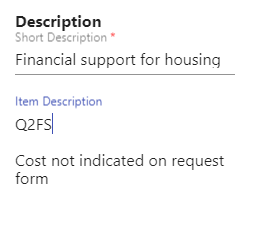 Description
Short Description *
Financial support for housing
Item Description
Q2FS
Cost not indicated on request
form